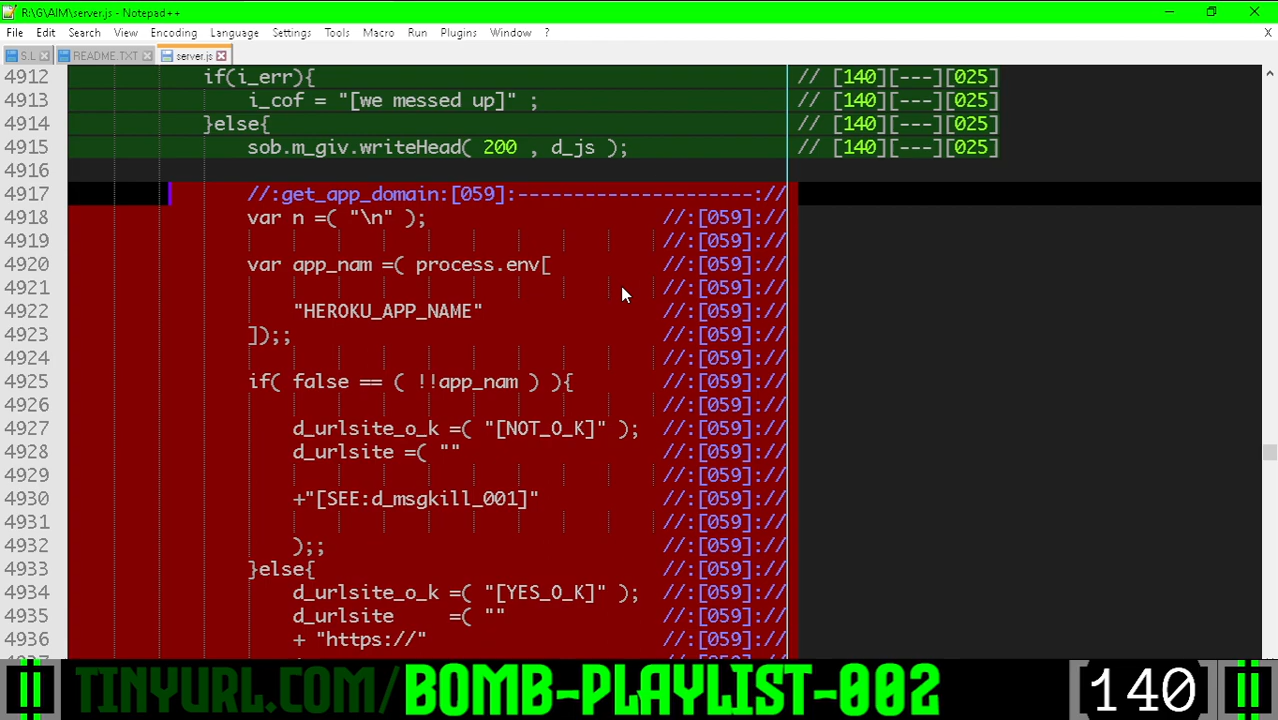 R:\G\AIM\server.js - Notepad++
File Edit Search View Encoding Language Settings Tools Macro Run Plugins Window ? X
S.L README.TXT server.js
4912 if(i_err){ // [140][---][025]
4913 i_cof = "[we messed up]" ; // [140][---][025]
4914 }else{ // [140][---][025]
4915 sob.m_giv.writeHead( 200 , d_js ); // [140][---][025]
4916
4917 //:get_app_domain:[059]:---------------------://
4918 var n =( "\n" ); //:[059]://
4919 //:[059]://
4920 var app_nam =( process.env[ //:[059]://
4921 //:[059]://
4922 "HEROKU_APP_NAME" //:[059]://
4923 ]);; //:[059]://
4924 //:[059]://
4925 if( false == ( !!app_nam ) ){ //:[059]://
4926 //:[059]://
4927 d_urlsite_o_k =( "[NOT_O_K]" ); //:[059]://
4928 d_urlsite =( "" //:[059]://
4929 //:[059]://
4930 +"[SEE:d_msgkill_001]" //:[059]://
4931 //:[059]://
4932 );; //:[059]://
4933 }else{ //:[059]://
4934 d_urlsite_o_k =( "[YES_O_K]" ); //:[059]://
4935 d_urlsite =( "" //:[059]://
4936 + "https://" //:[059]://
TINYURL.COM/BOMB-PLAYLIST-002 140